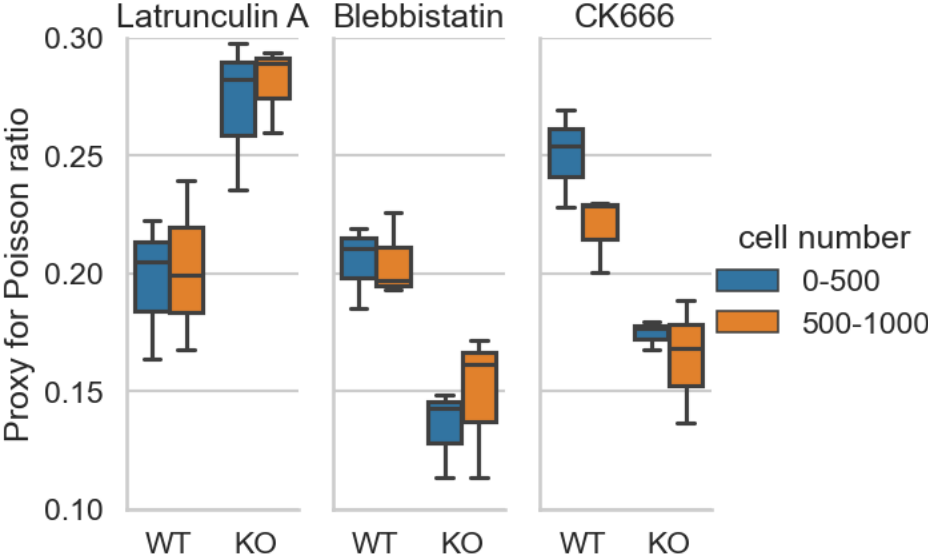 Latrunculin A
Blebbistatin
CK666
Proxy for Poisson ratio
0.30
0.25
0.20
0.15
0.10
WT
KO
WT
KO
WT
KO
cell number
0-500
500-1000